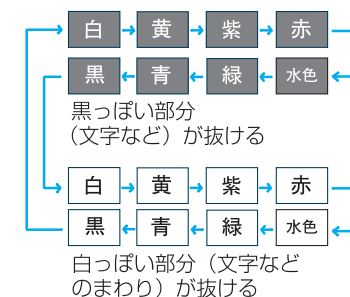 白 黄 紫 赤
黒 青 緑 水色
黒っぽい部分
（文字など）が抜ける
白 黄 紫 赤
黒 青 緑 水色
白っぽい部分（文字など
のまわり）が抜ける